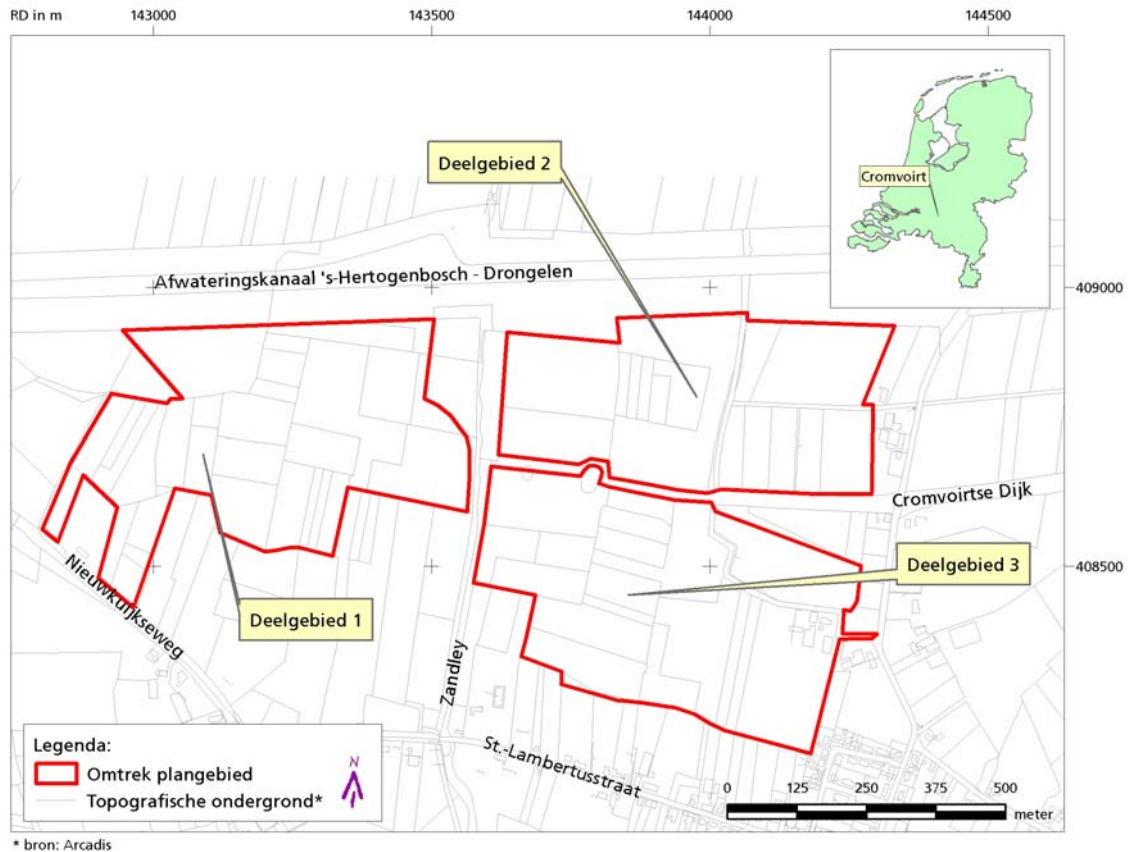 RD in m
143000
143500
144000
144500
Deelgebied 2
Cromvoirt
Afwateringskanaal 's-Hertogenbosch - Drongelen
409000
Cromvoirtse Dijk
Deelgebied 3
408500
Nieuwkuijkseweg
Deelgebied 1
Zandley
St.-Lambertusstraat
Legenda:
Omtrek plangebied
Topografische ondergrond*
N
0 125 250 375 500
meter
* bron: Arcadis